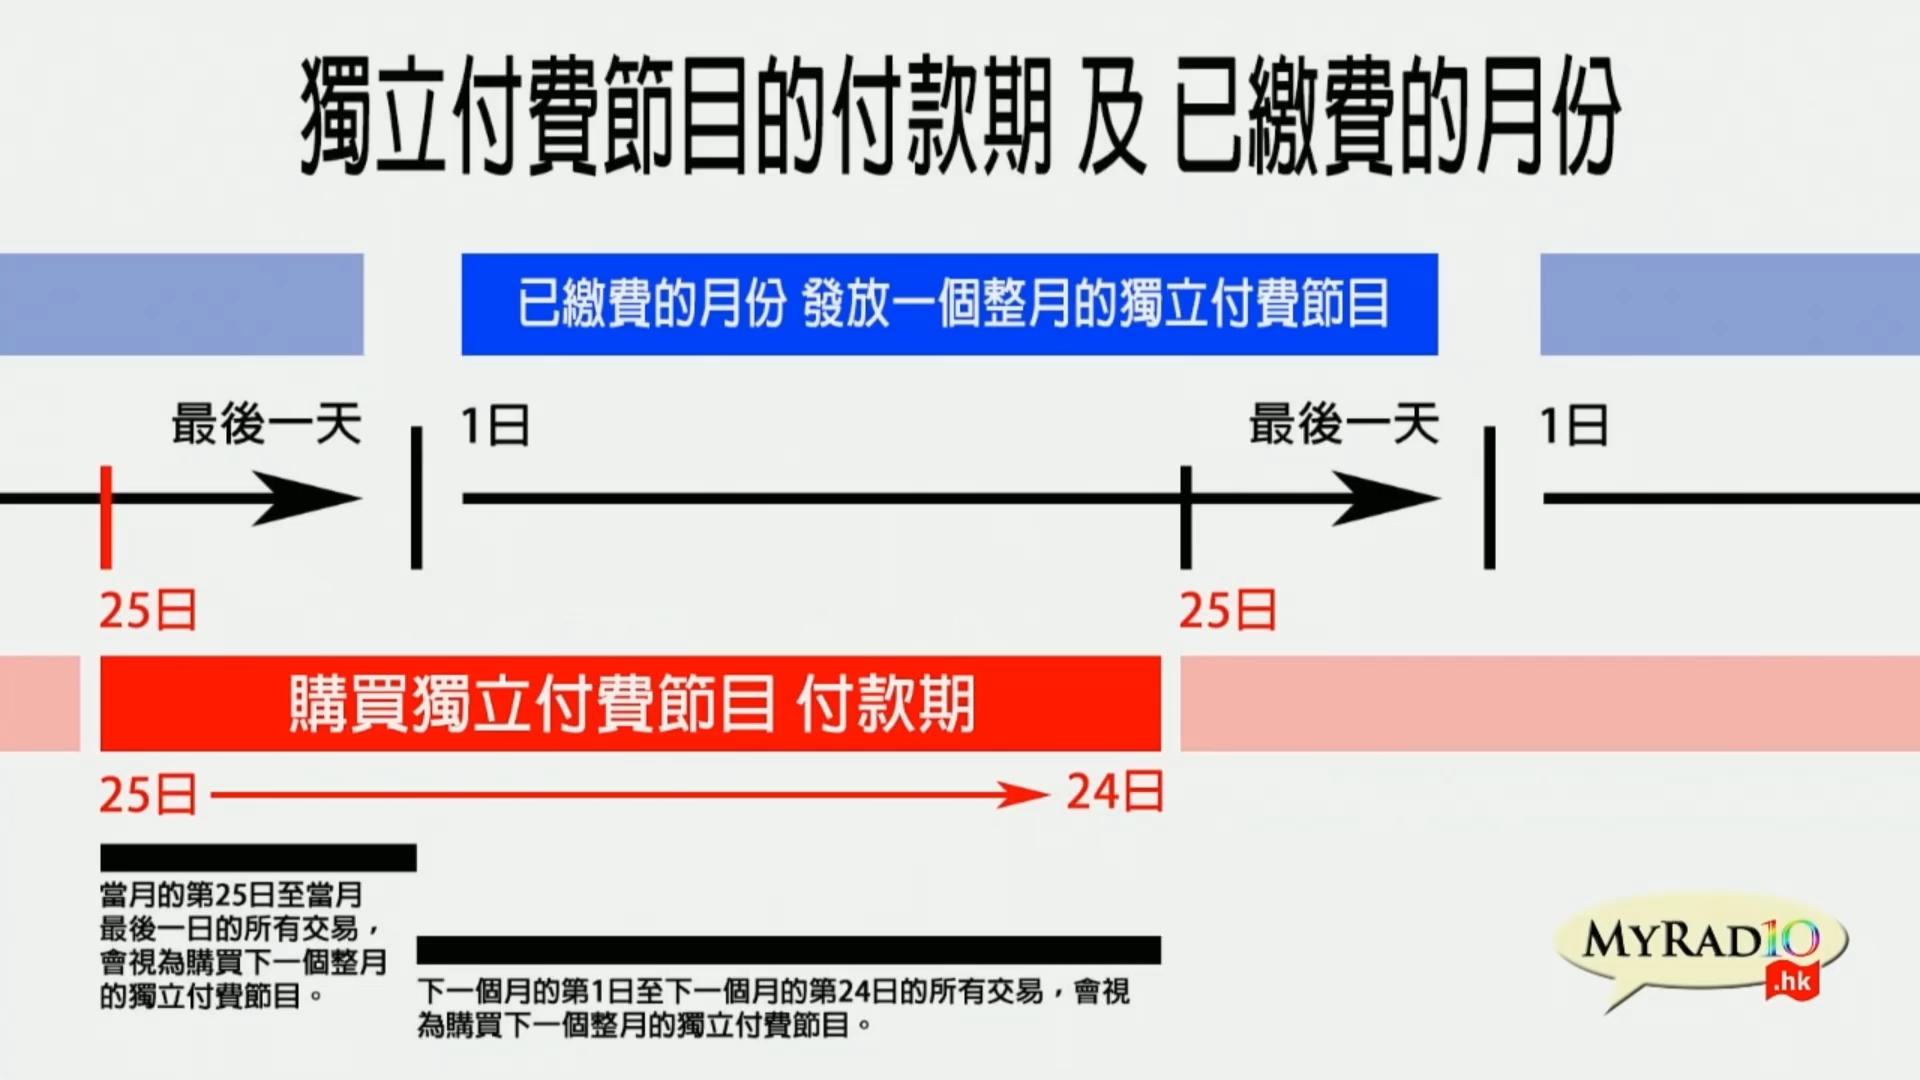 獨立付費節目的付款期 及 已繳費的月份
已繳費的月份 發放一個整月的獨立付費節目
最後一天
1日
最後一天
1日
25日
25日
購買獨立付費節目 付款期
25日
24日
當月的第25日至當月
最後一日的所有交易，
會視為購買下一個整月
的獨立付費節目。
下一個月的第1日至下一個月的第24日的所有交易，會視
為購買下一個整月的獨立付費節目。
MYRAD10
.hk